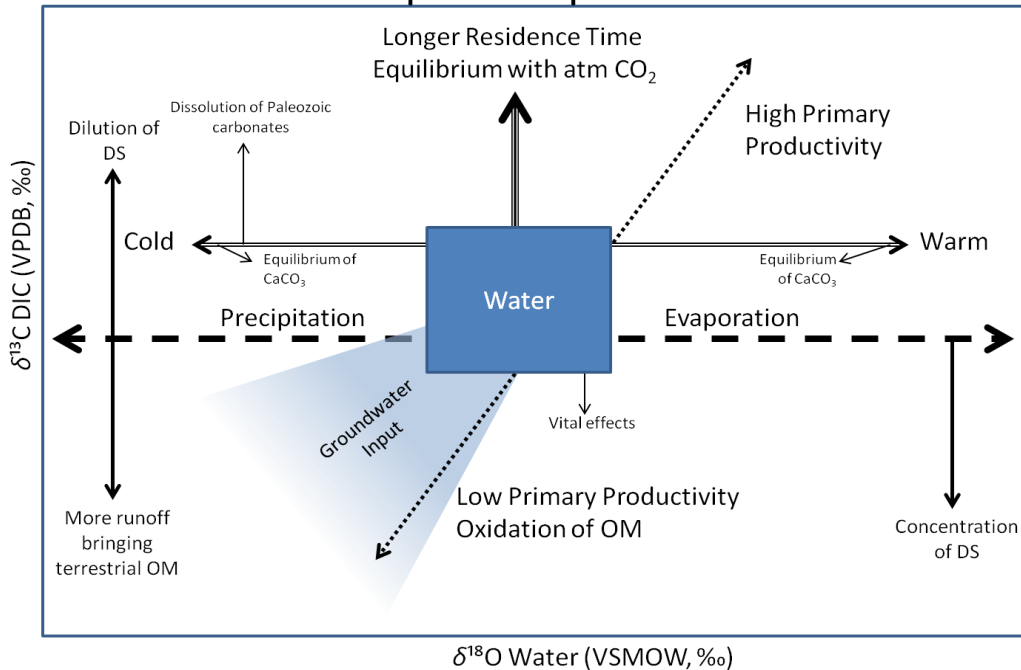 Longer Residence Time
Equilibrium with atm CO₂
High Primary
Productivity
Dissolution of Paleozoic
carbonates
Dilution of
DS
Cold
Equilibrium of
CaCO₃
Warm
Equilibrium
of CaCO₃
Water
Precipitation
Evaporation
Groundwater
Input
Vital effects
Low Primary Productivity
Oxidation of OM
More runoff
bringing
terrestrial OM
Concentration
of DS
δ¹³C DIC (VPDB, ‰)
δ¹⁸O Water (VSMOW, ‰)